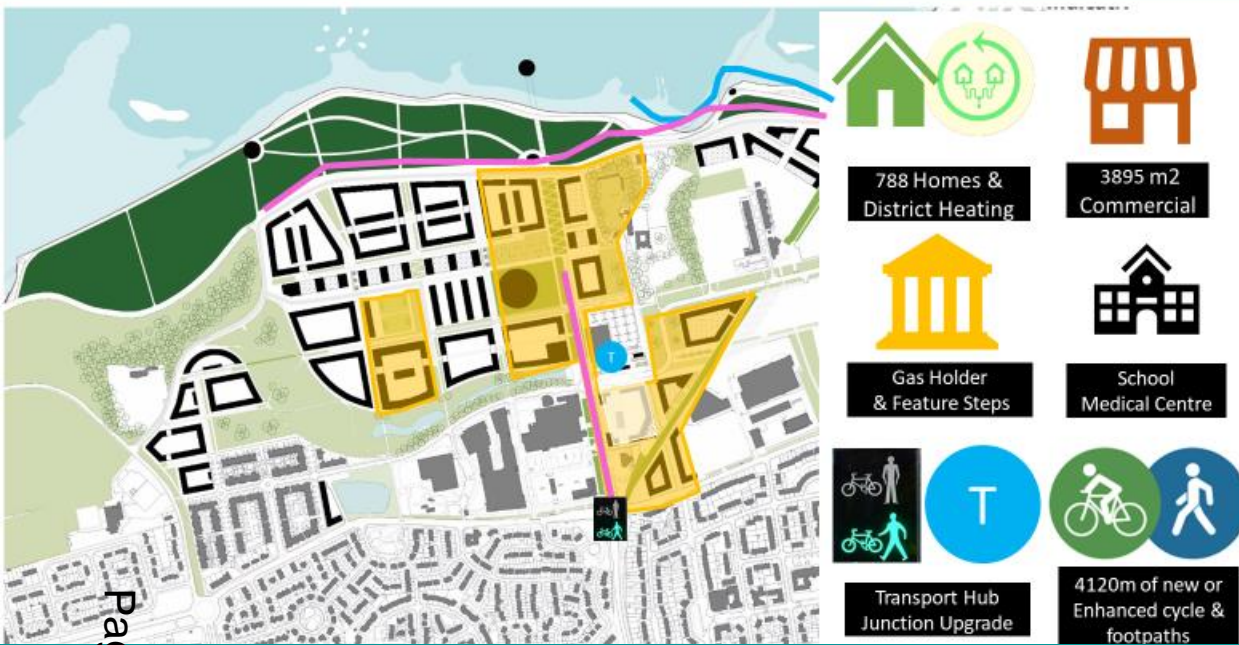 788 Homes &
District Heating
3895 m2
Commercial
Gas Holder
& Feature Steps
School
Medical Centre
T
T
Transport Hub
Junction Upgrade
4120m of new or
Enhanced cycle &
footpaths